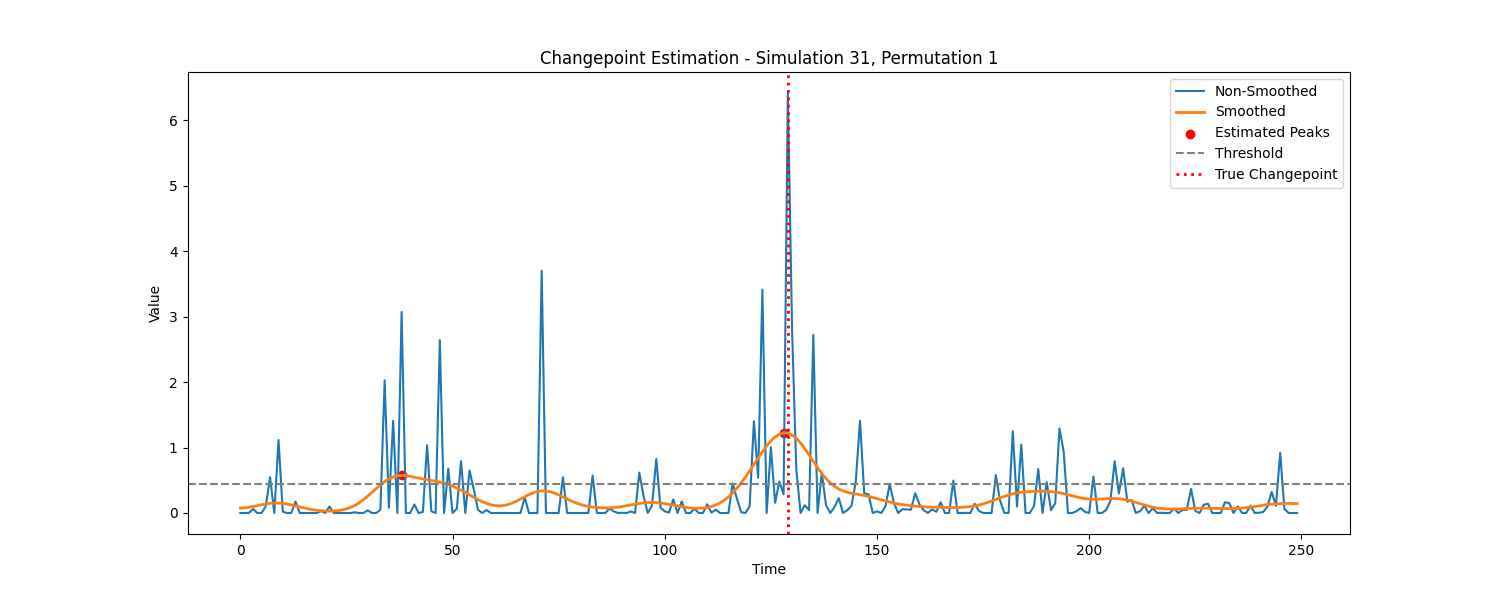 Changepoint Estimation - Simulation 31, Permutation 1
Non-Smoothed
Smoothed
Estimated Peaks
Threshold
True Changepoint
Value
6
5
4
3
2
1
0
0
50
100
150
200
250
Time